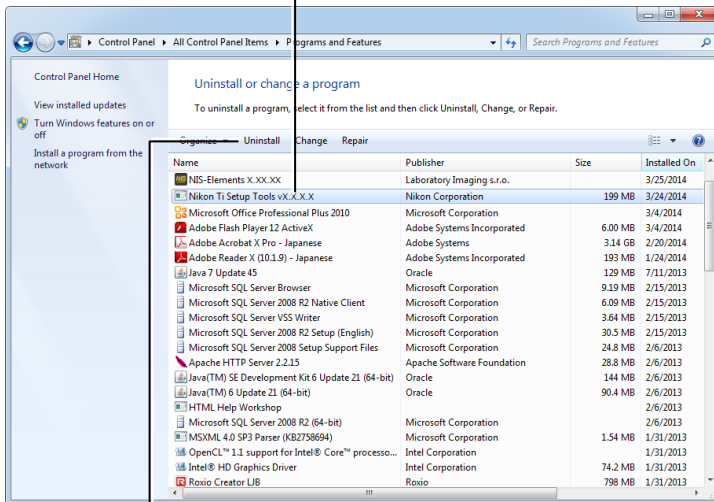 Control Panel All Control Panel Items Programs and Features Search Programs and Features
Control Panel Home
View installed updates
Turn Windows features on or
off
Install a program from the
network
Uninstall or change a program
To uninstall a program, select it from the list and then click Uninstall, Change, or Repair.
Organize Uninstall Change Repair
Name Publisher Size Installed On
NIS-Elements X.XX.XX Laboratory Imaging s.r.o. 3/25/2014
Nikon Ti Setup Tools vX.X.X.X Nikon Corporation 199 MB 3/24/2014
Microsoft Office Professional Plus 2010 Microsoft Corporation 3/4/2014
Adobe Flash Player 12 ActiveX Adobe Systems Incorporated 6.00 MB 3/4/2014
Adobe Acrobat X Pro - Japanese Adobe Systems 3.14 GB 2/20/2014
Adobe Reader X (10.1.9) - Japanese Adobe Systems Incorporated 193 MB 1/24/2014
Java 7 Update 45 Oracle 129 MB 7/11/2013
Microsoft SQL Server Browser Microsoft Corporation 9.19 MB 2/15/2013
Microsoft SQL Server 2008 R2 Native Client Microsoft Corporation 6.09 MB 2/15/2013
Microsoft SQL Server VSS Writer Microsoft Corporation 3.64 MB 2/15/2013
Microsoft SQL Server 2008 R2 Setup (English) Microsoft Corporation 30.5 MB 2/15/2013
Microsoft SQL Server 2008 Setup Support Files Microsoft Corporation 24.8 MB 2/6/2013
Apache HTTP Server 2.2.15 Apache Software Foundation 28.8 MB 2/6/2013
Java(TM) SE Development Kit 6 Update 21 (64-bit) Oracle 144 MB 2/6/2013
Java(TM) 6 Update 21 (64-bit) Oracle 90.4 MB 2/6/2013
HTML Help Workshop 2/6/2013
Microsoft SQL Server 2008 R2 (64-bit) Microsoft Corporation 2/6/2013
MSXML 4.0 SP3 Parser (KB2758694) Microsoft Corporation 1.54 MB 1/31/2013
OpenCL™ 1.1 support for Intel® Core™ processo... Intel Corporation 1/31/2013
Intel® HD Graphics Driver Intel Corporation 74.2 MB 1/31/2013
Roxio Creator LJB Roxio 798 MB 1/31/2013